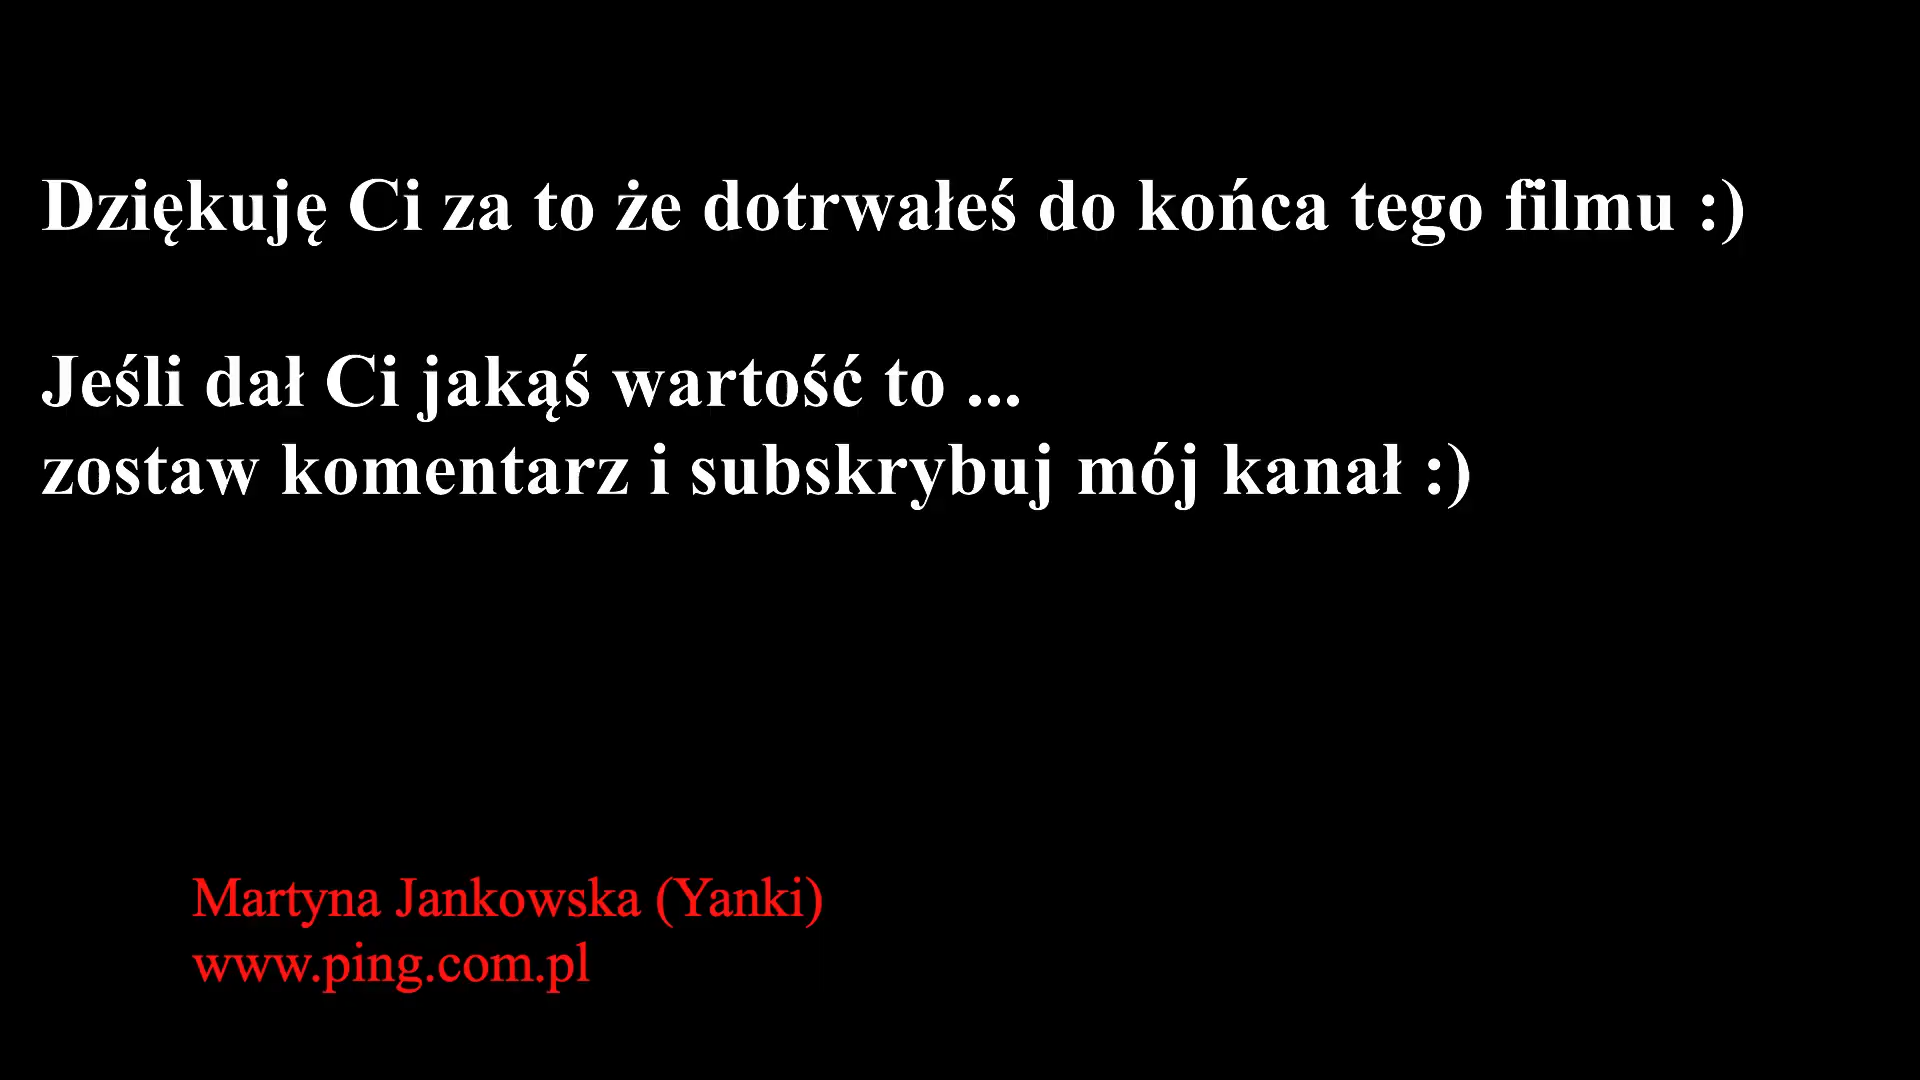 Dziękuję Ci za to że dotrwałeś do końca tego filmu :)
Jeśli dał Ci jakąś wartość to ...
zostaw komentarz i subskrybuj mój kanał :)
Martyna Jankowska (Yanki)
www.ping.com.pl